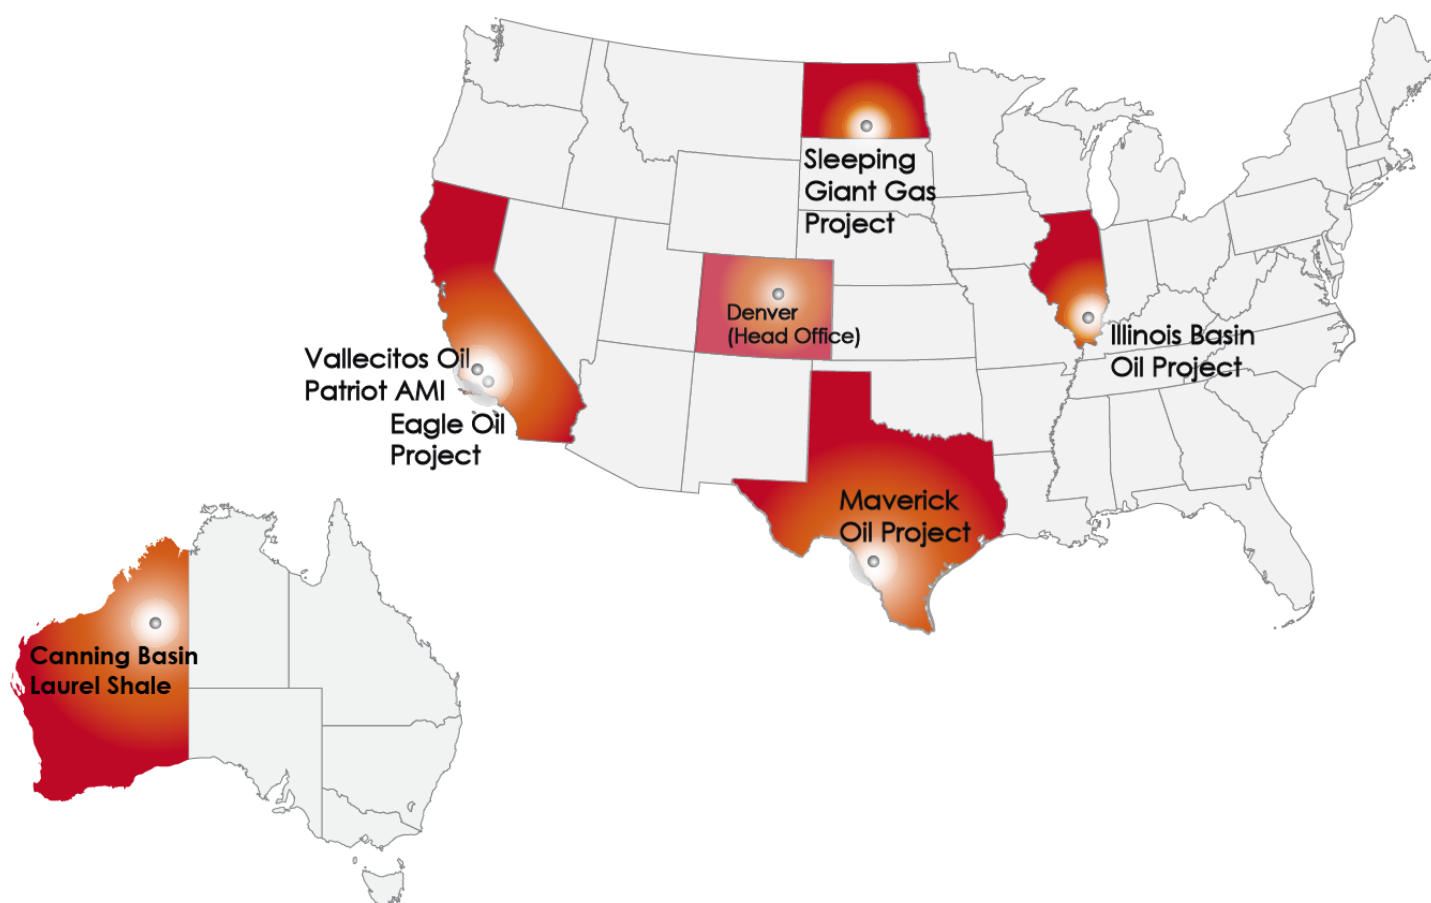 Sleeping
Giant Gas
Project
Denver
(Head Office)
Illinois Basin
Oil Project
Vallecitos Oil
Patriot AMI
Eagle Oil
Project
Maverick
Oil Project
Canning Basin
Laurel Shale